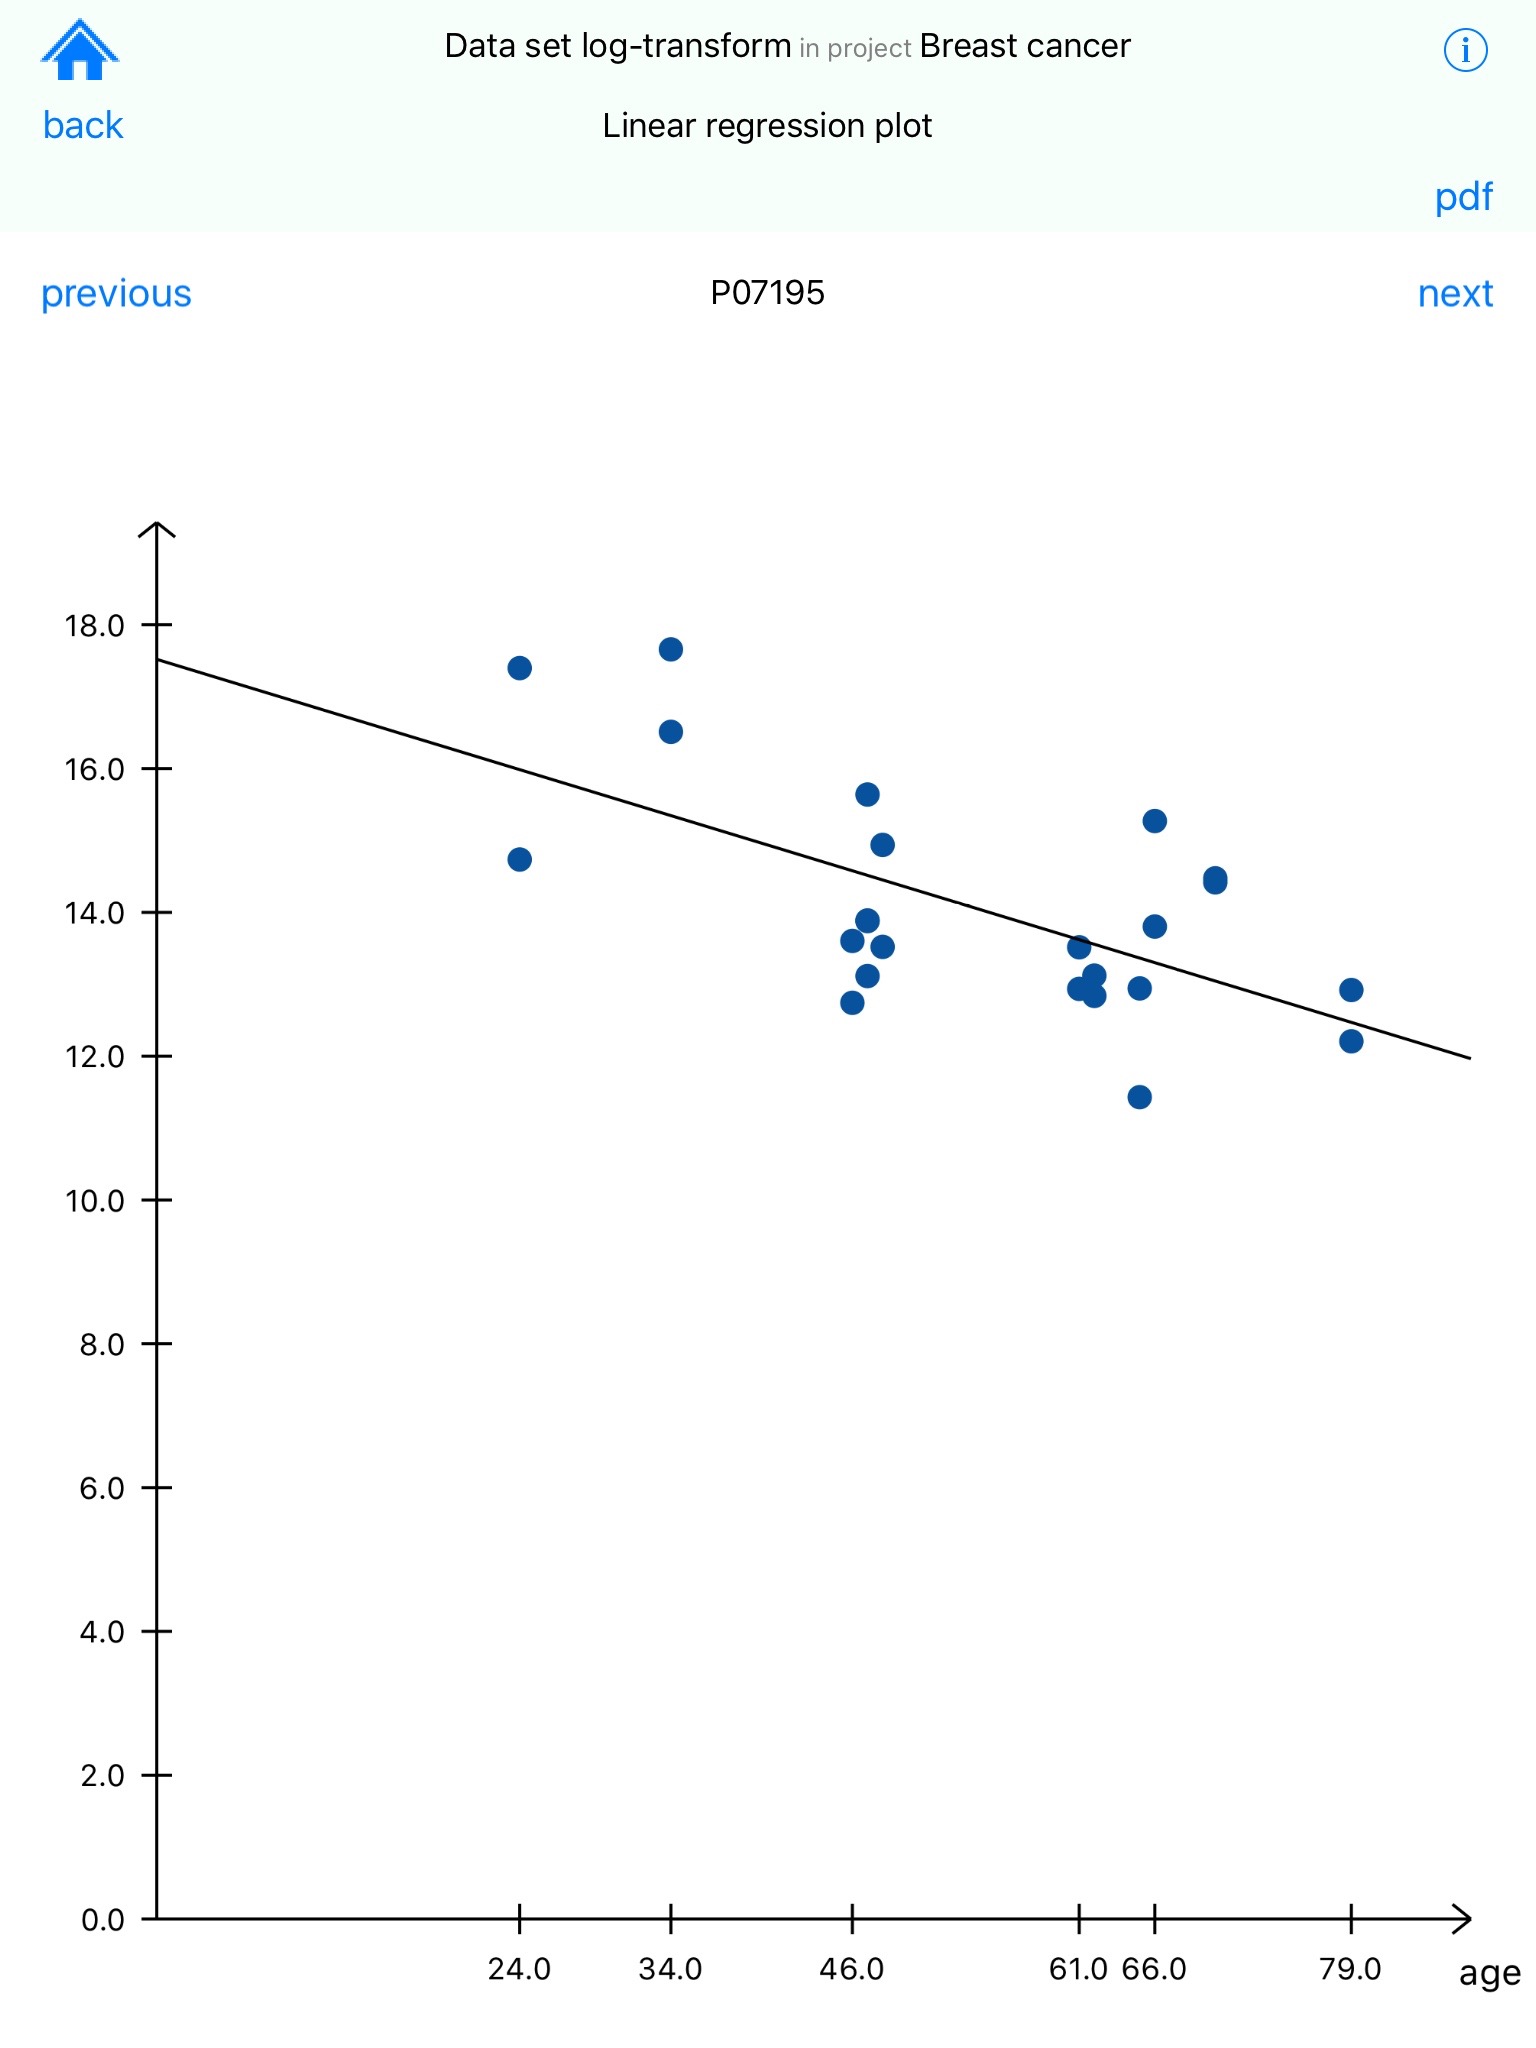 Data set log-transform in project Breast cancer
i
back
Linear regression plot
pdf
previous
P07195
next
18.0
16.0
14.0
12.0
10.0
8.0
6.0
4.0
2.0
0.0
24.0 34.0 46.0 61.0 66.0 79.0 age